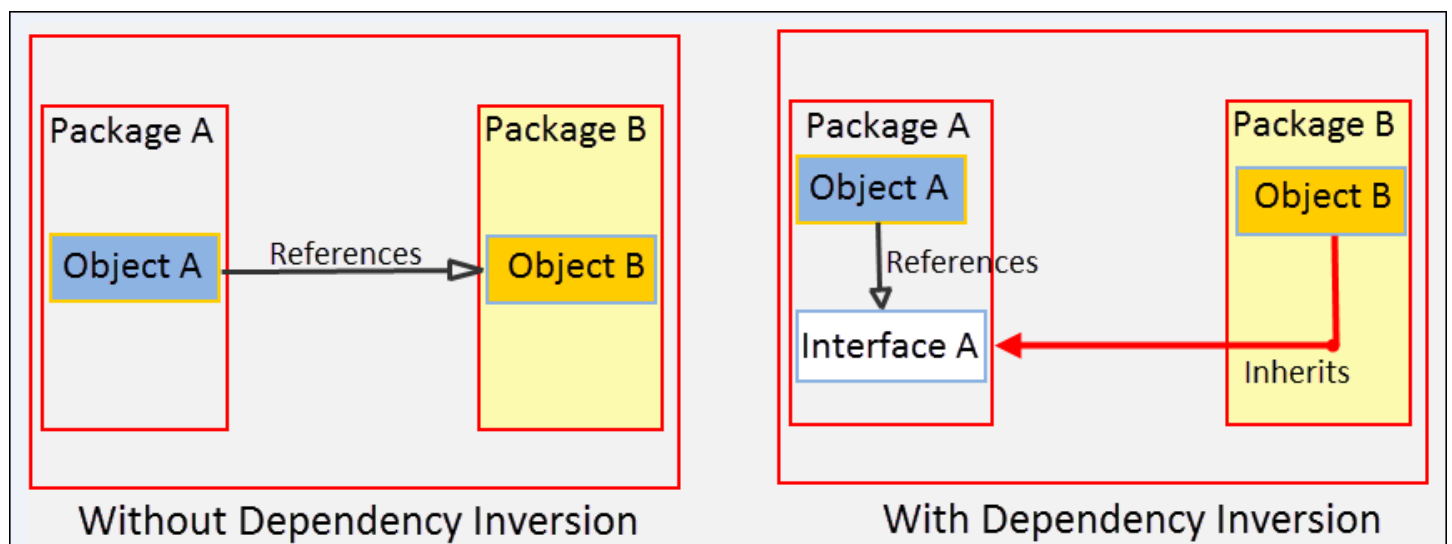 Package A
Package B
Object A
References
Object B
Without Dependency Inversion
Package A
Object A
References
Interface A
Package B
Object B
Inherits
With Dependency Inversion